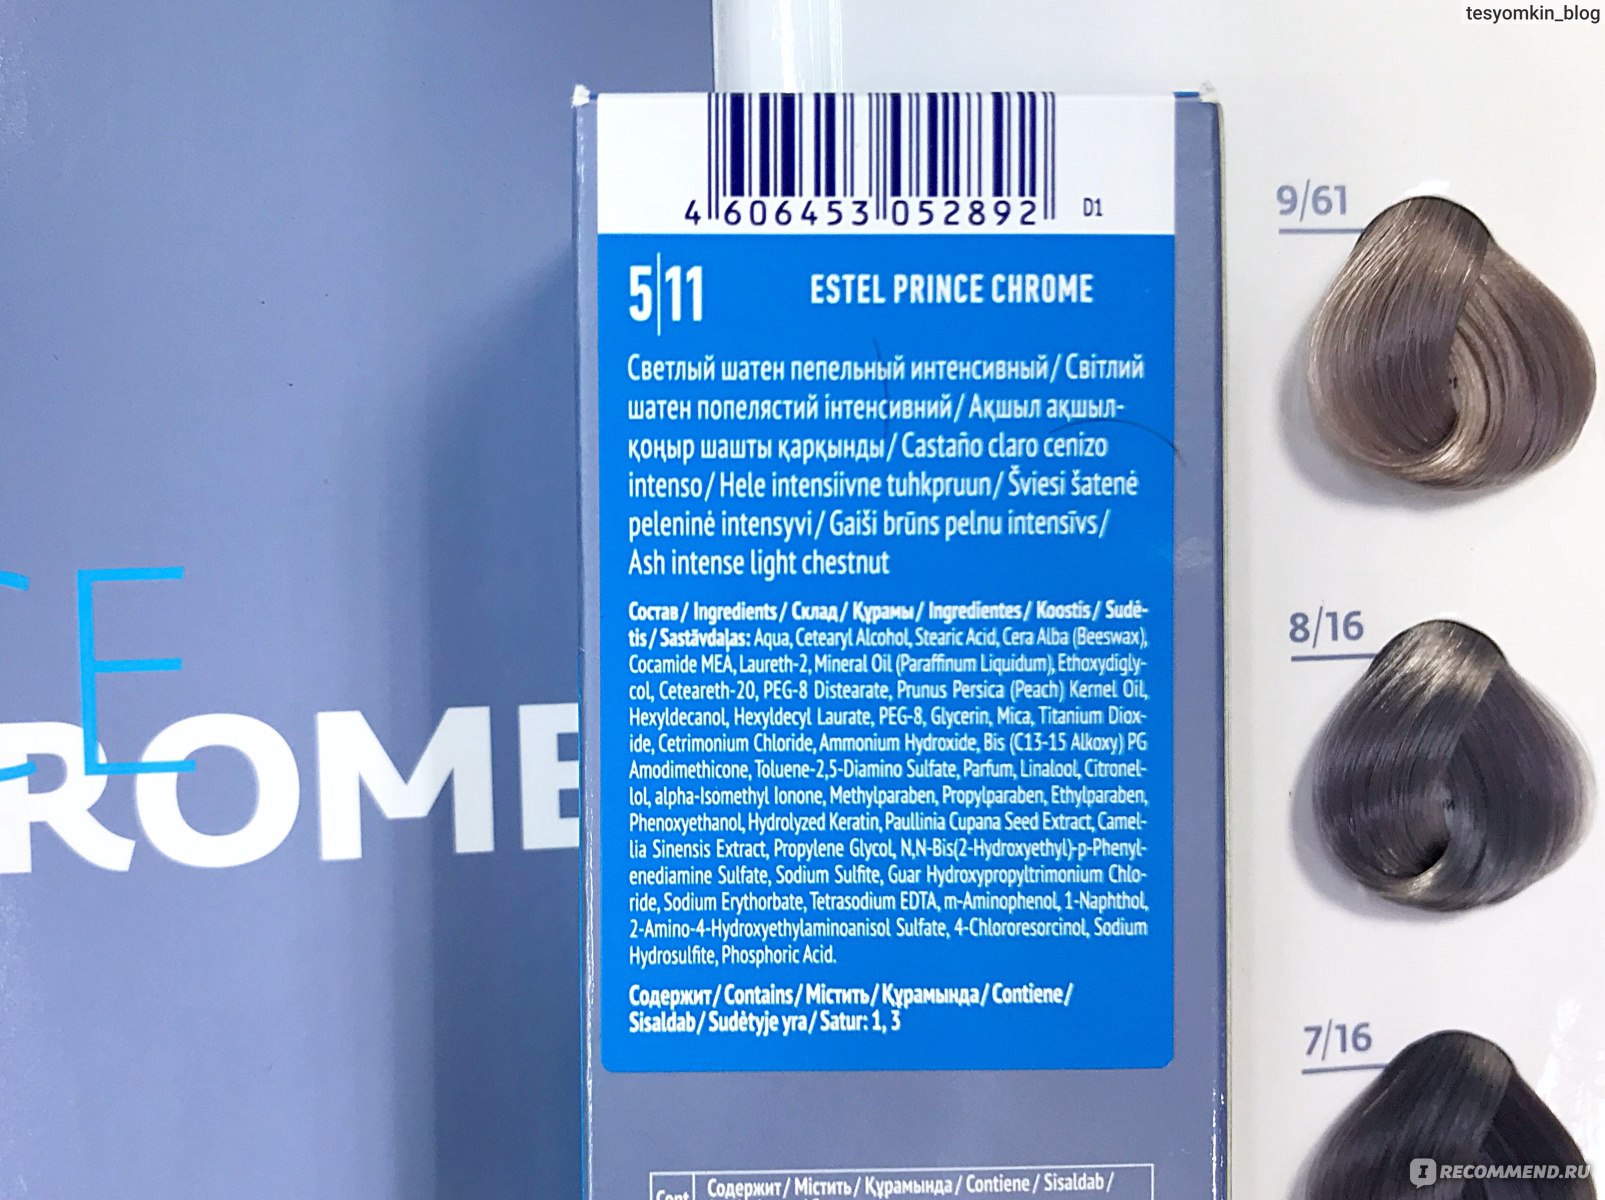 tesyomkin_blog
4 606453 052892 D1
5|11 ESTEL PRINCE CHROME
Светлый шатен пепельный интенсивный / Світлий
шатен попелястий інтенсивний / Ақшыл ақшыл-
қоңыр шашты қарқынды / Castaño claro cenizo
intenso / Hele intensiivne tuhkpruun / Šviesi šatenė
peleninė intensyvi / Gaiši brūns pelnu intensīvs /
Ash intense light chestnut
Состав / Ingredients / Склад / Құрамы / Ingredientes / Koostis / Sudė-
tis / Sastāvdaļas: Aqua, Cetearyl Alcohol, Stearic Acid, Cera Alba (Beeswax),
Cocamide MEA, Laureth-2, Mineral Oil (Paraffinum Liquidum), Ethoxydigly-
col, Ceteareth-20, PEG-8 Distearate, Prunus Persica (Peach) Kernel Oil,
Hexyldecanol, Hexyldecyl Laurate, PEG-8, Glycerin, Mica, Titanium Diox-
ide, Cetrimonium Chloride, Ammonium Hydroxide, Bis (C13-15 Alkoxy) PG
Amodimethicone, Toluene-2,5-Diamino Sulfate, Parfum, Linalool, Citronel-
lol, alpha-Isomethyl Ionone, Methylparaben, Propylparaben, Ethylparaben,
Phenoxyethanol, Hydrolyzed Keratin, Paullinia Cupana Seed Extract, Camel-
lia Sinensis Extract, Propylene Glycol, N,N-Bis(2-Hydroxyethyl)-p-Phenyl-
enediamine Sulfate, Sodium Sulfite, Guar Hydroxypropyltrimonium Chlo-
ride, Sodium Erythorbate, Tetrasodium EDTA, m-Aminophenol, 1-Naphthol,
2-Amino-4-Hydroxyethylaminoanisol Sulfate, 4-Chlororesorcinol, Sodium
Hydrosulfite, Phosphoric Acid.
Содержит / Contains / Містить / Құрамында / Contiene /
Sisaldab / Sudėtyje yra / Satur: 1, 3
Cont
Содержит / Містить / Құрамында / Contiene / Sisaldab /
CE
ROME
9/61
8/16
7/16
IRECOMMEND.RU